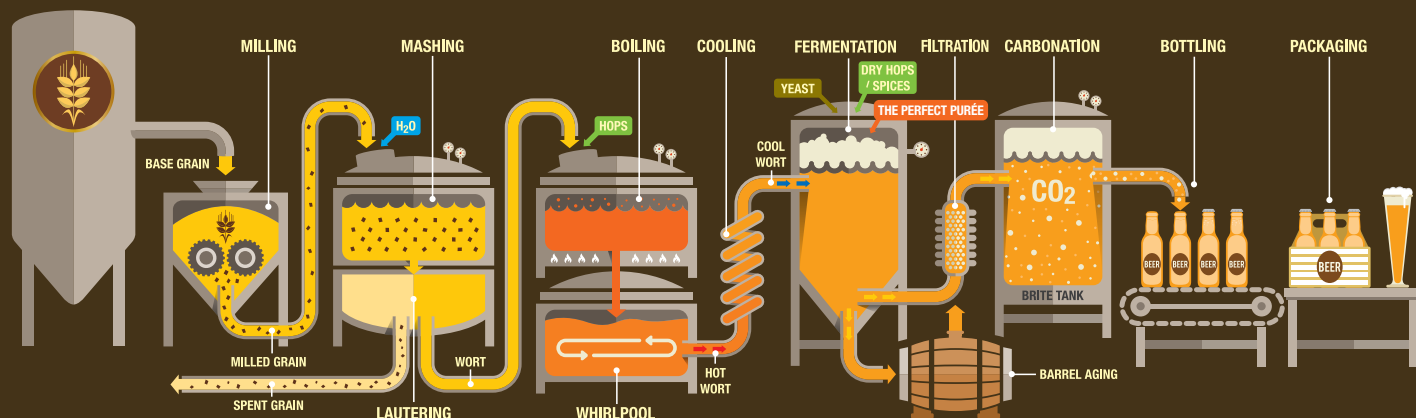 MILLING
MASHING
BOILING
COOLING
FERMENTATION
FILTRATION
CARBONATION
BOTTLING
PACKAGING
YEAST
DRY HOPS
/ SPICES
THE PERFECT PURÉE
H₂O
HOPS
BASE GRAIN
COOL
WORT
CO₂
BEER
BEER
BEER
BEER
BEER
BRITE TANK
MILLED GRAIN
WORT
HOT
WORT
BARREL AGING
SPENT GRAIN
LAUTERING
WHIRLPOOL